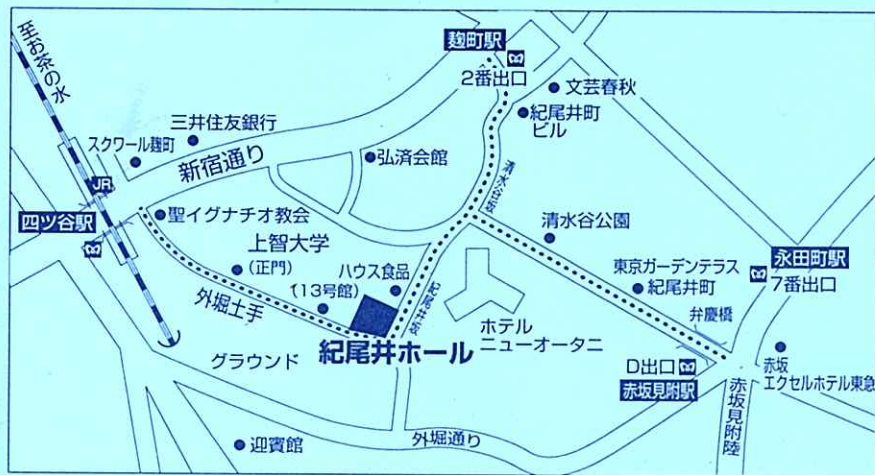 至お茶の水
麹町駅
2番出口
文芸春秋
紀尾井町
ビル
三井住友銀行
スクワール麹町
新宿通り
弘済会館
清水谷坂
JR
四ツ谷駅
聖イグナチオ教会
上智大学
(正門)
ハウス食品
(13号館)
外堀土手
紀尾井坂
清水谷公園
東京ガーデンテラス
紀尾井町
永田町駅
7番出口
弁慶橋
ホテル
ニューオータニ
紀尾井ホール
グラウンド
D出口
赤坂見附駅
赤坂
エクセルホテル東急
赤坂見附陸
外堀通り
迎賓館